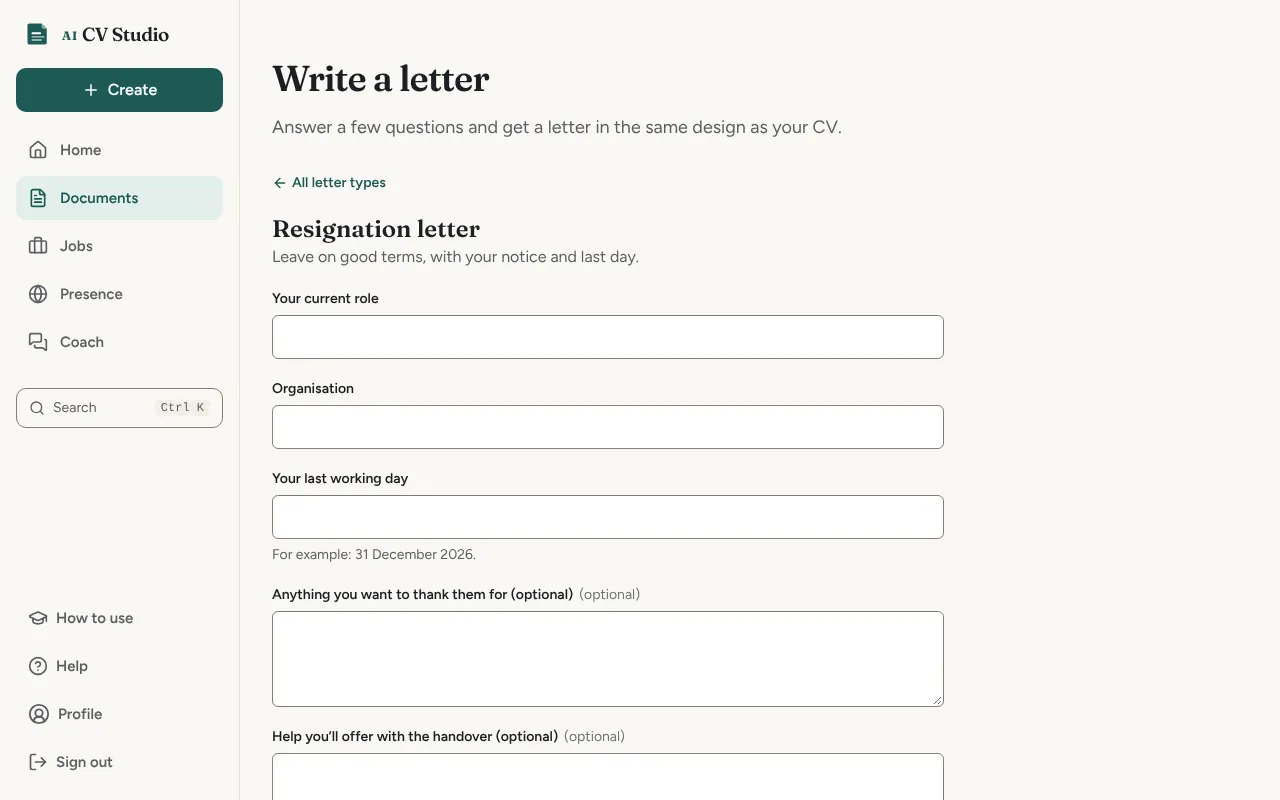 AI CV Studio
Create
Home
Documents
Jobs
Presence
Coach
Search Ctrl K
How to use
Help
Profile
Sign out
Write a letter
Answer a few questions and get a letter in the same design as your CV.
All letter types
Resignation letter
Leave on good terms, with your notice and last day.
Your current role
Organisation
Your last working day
For example: 31 December 2026.
Anything you want to thank them for (optional) (optional)
Help you’ll offer with the handover (optional) (optional)